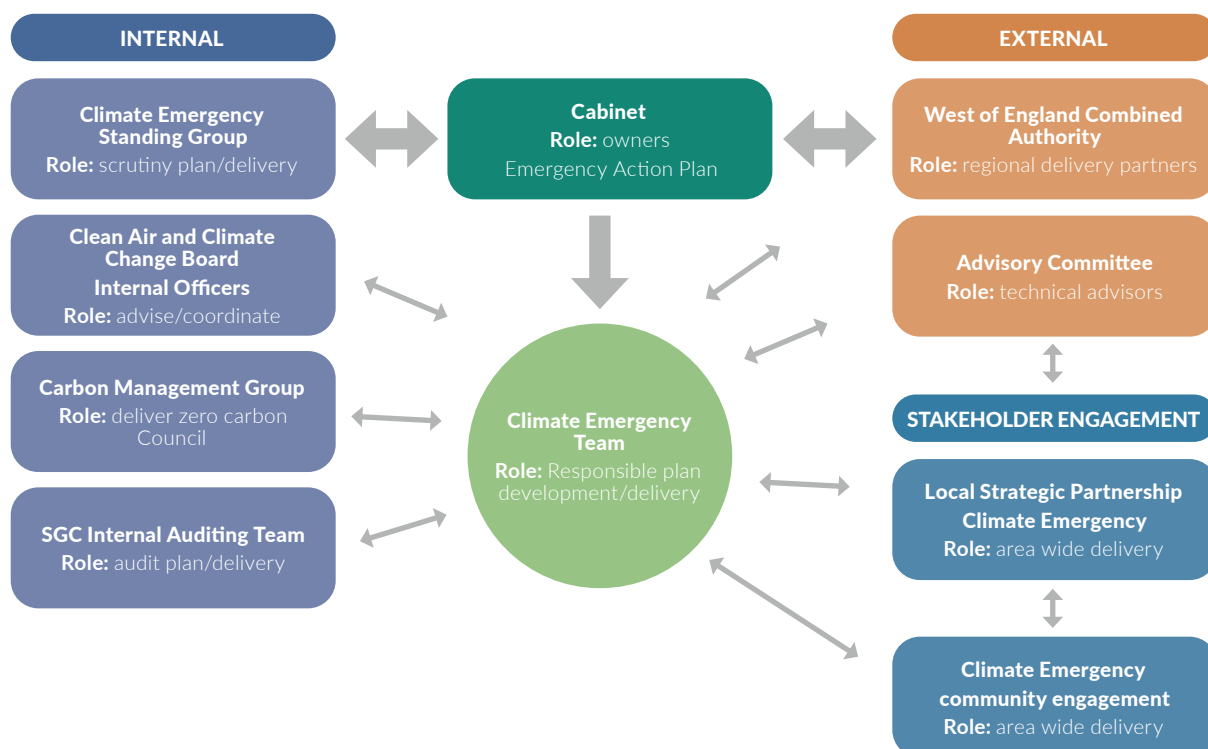 INTERNAL
Climate Emergency
Standing Group
Role: scrutiny plan/delivery
Clean Air and Climate
Change Board
Internal Officers
Role: advise/coordinate
Carbon Management Group
Role: deliver zero carbon
Council
SGC Internal Auditing Team
Role: audit plan/delivery
Cabinet
Role: owners
Emergency Action Plan
Climate Emergency
Team
Role: Responsible plan
development/delivery
EXTERNAL
West of England Combined
Authority
Role: regional delivery partners
Advisory Committee
Role: technical advisors
STAKEHOLDER ENGAGEMENT
Local Strategic Partnership
Climate Emergency
Role: area wide delivery
Climate Emergency
community engagement
Role: area wide delivery